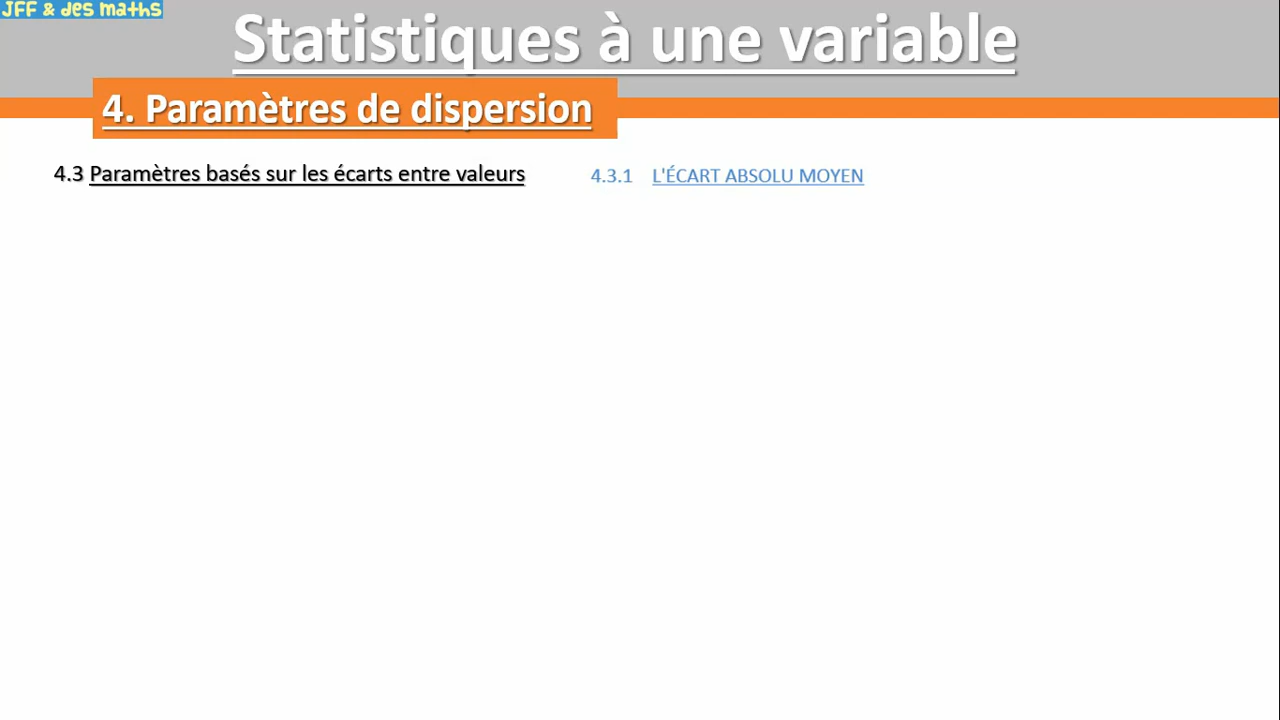 JFF & des maths
Statistiques à une variable
4. Paramètres de dispersion
4.3 Paramètres basés sur les écarts entre valeurs
4.3.1 L'ÉCART ABSOLU MOYEN